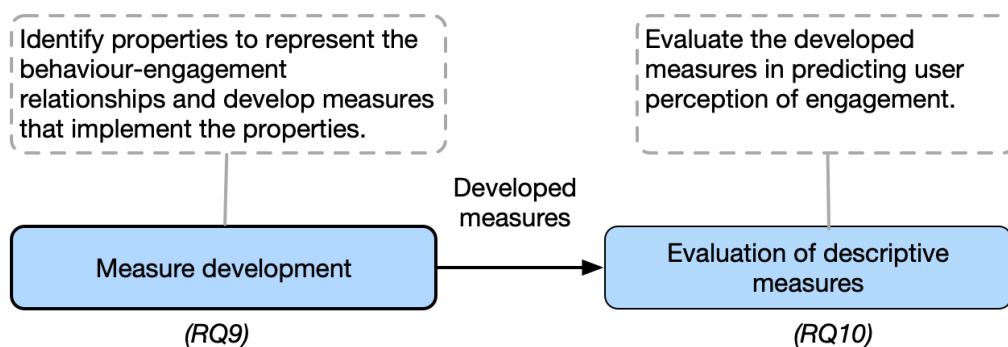 Identify properties to represent the
behaviour-engagement
relationships and develop measures
that implement the properties.
Evaluate the developed
measures in predicting user
perception of engagement.
Developed
measures
Measure development
Evaluation of descriptive
measures
(RQ9)
(RQ10)